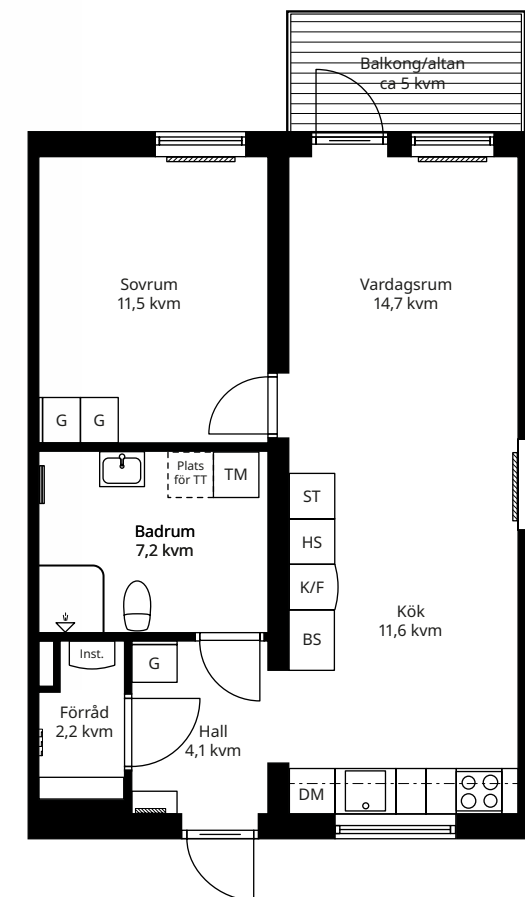 Balkong/altan
ca 5 kvm
Sovrum
11,5 kvm
Vardagsrum
14,7 kvm
G
G
Plats
för TT
TM
ST
HS
K/F
BS
Badrum
7,2 kvm
Kök
11,6 kvm
Inst.
G
Förråd
2,2 kvm
Hall
4,1 kvm
DM